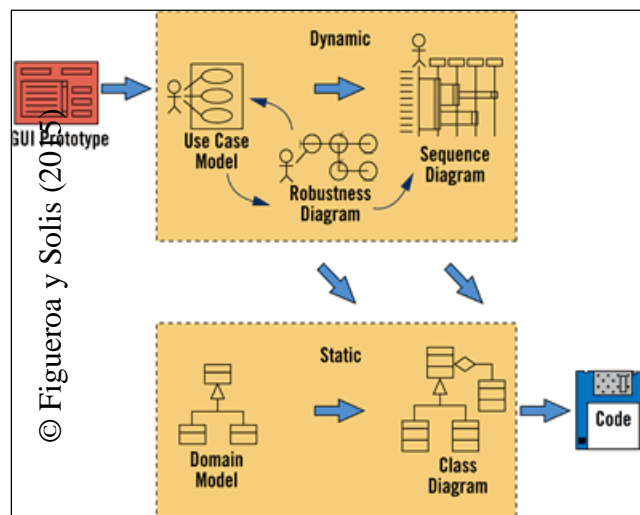 Dynamic
GUI Prototype
Use Case
Model
Robustness
Diagram
Sequence
Diagram
© Figueroa y Solis (2015)
Static
Domain
Model
Class
Diagram
Code